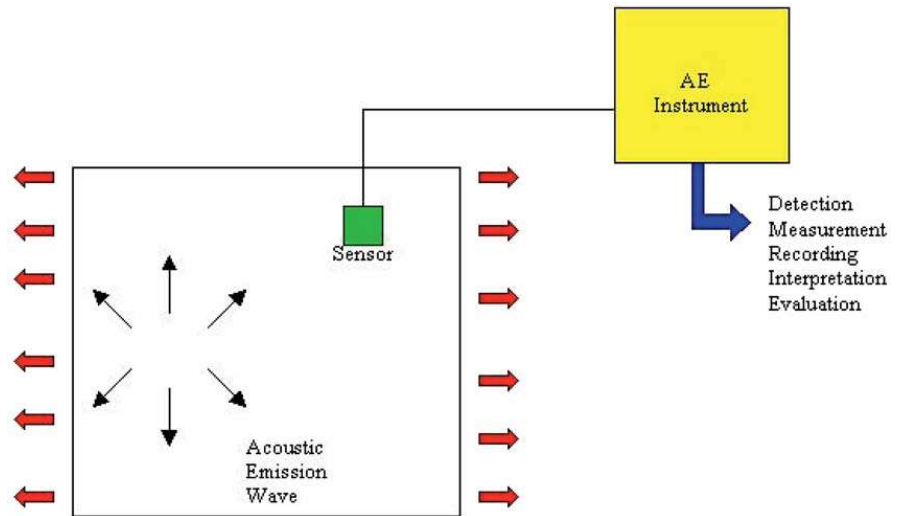 AE
Instrument
Sensor
Detection
Measurement
Recording
Interpretation
Evaluation
Acoustic
Emission
Wave